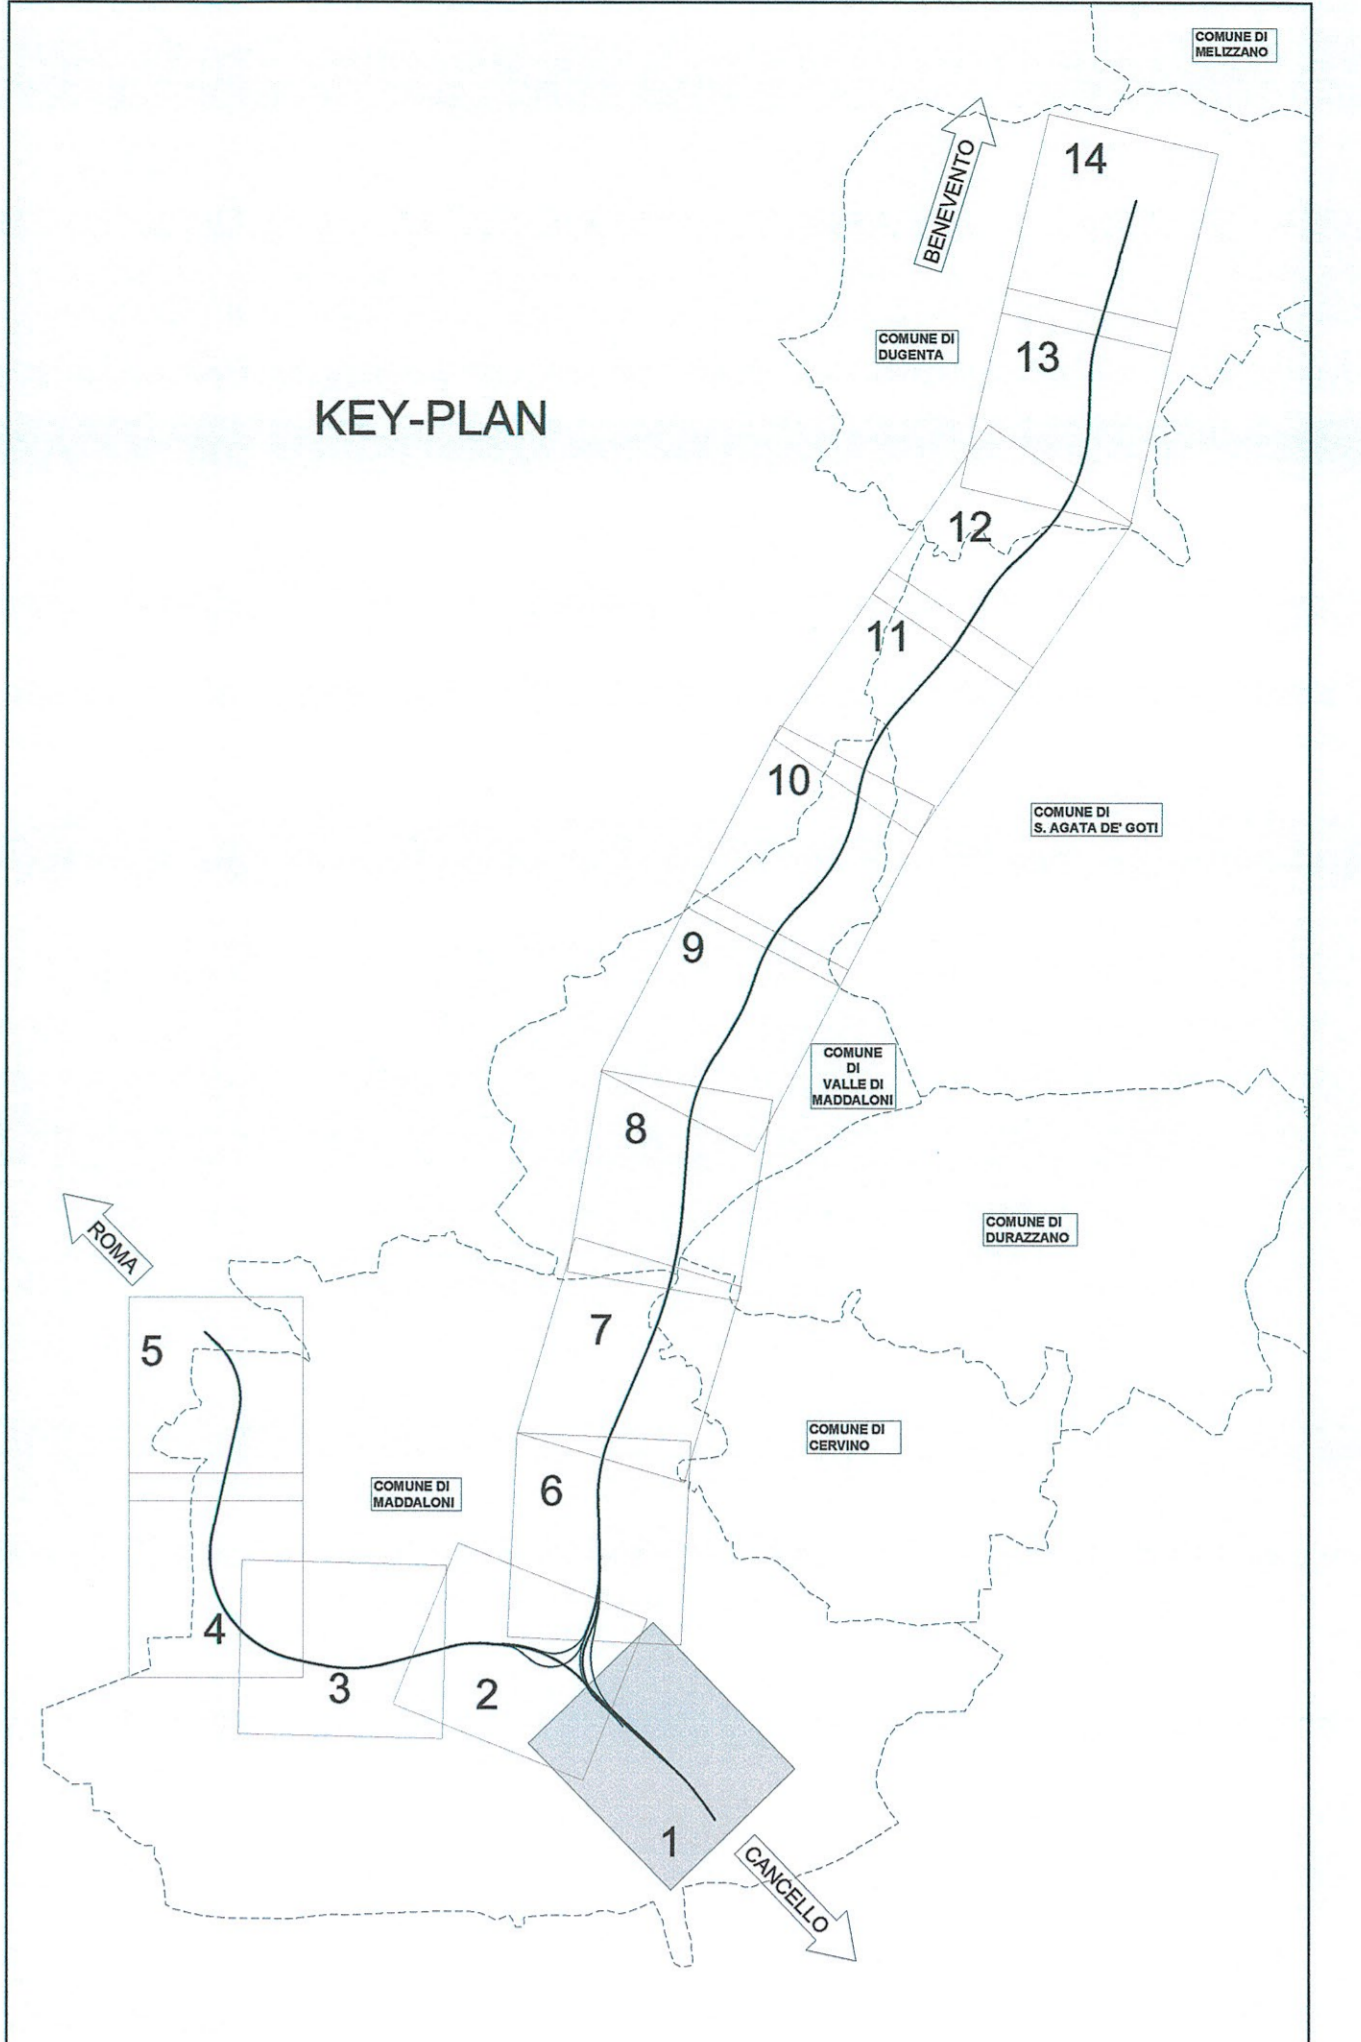 COMUNE DI
MELIZZANO
14
BENEVENTO
COMUNE DI
DUGENTA
13
KEY-PLAN
12
11
10
COMUNE DI
S. AGATA DE' GOTI
9
COMUNE
DI
VALLE DI
MADDALONI
8
ROMA
COMUNE DI
DURAZZANO
7
5
COMUNE DI
CERVINO
COMUNE DI
MADDALONI
6
4
3
2
1
CANCELLO